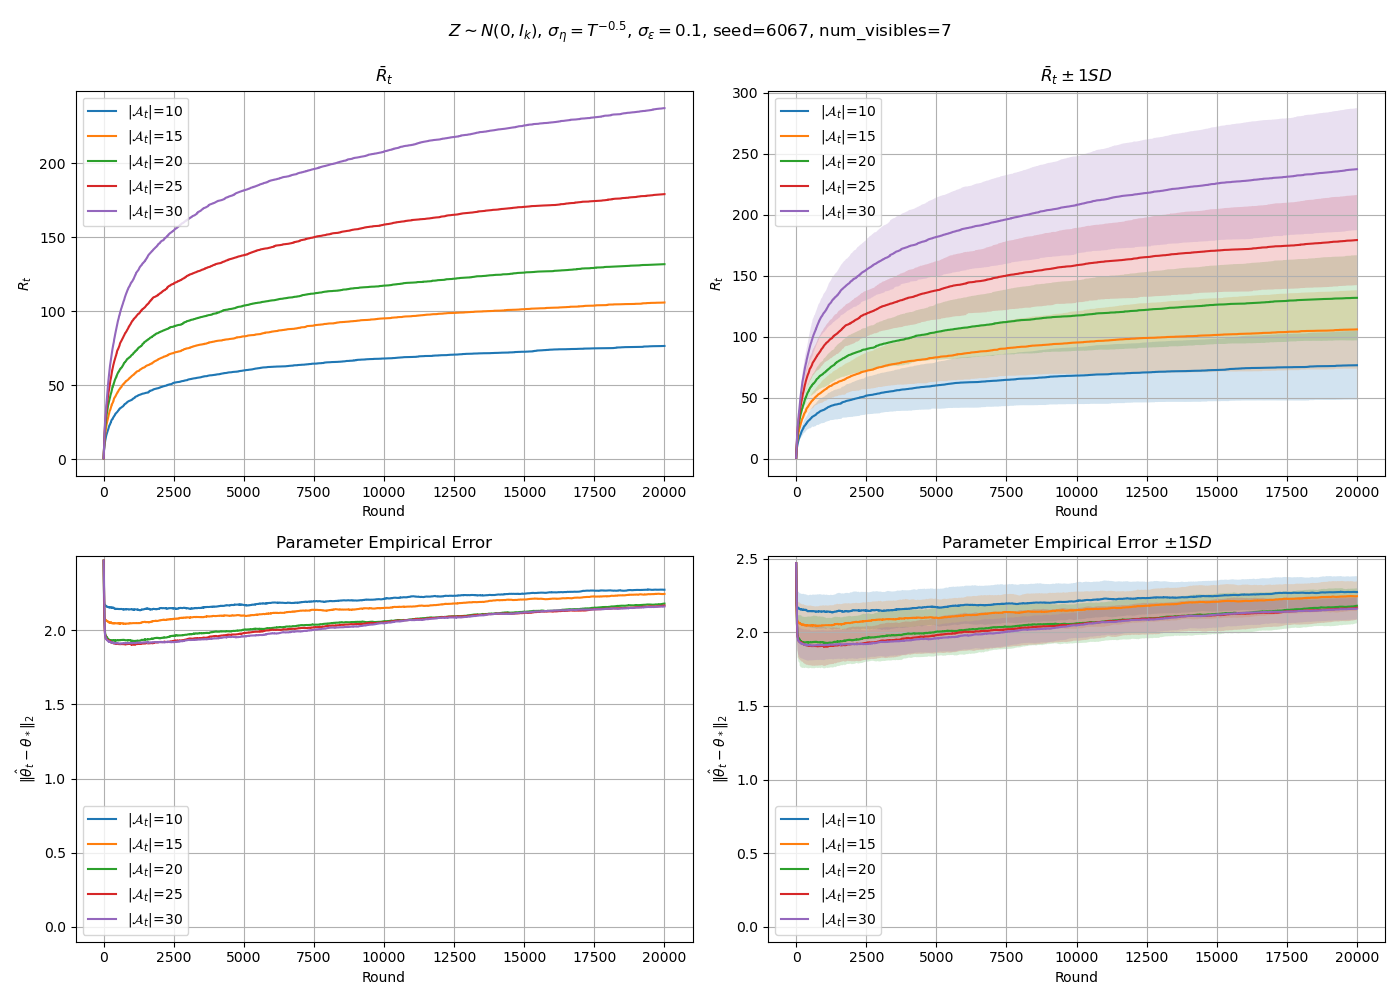 Z ∼ N(0, I_k), σ_η = T^{−0.5}, σ_ε = 0.1, seed=6067, num_visibles=7
R̄_t
R_t
200
150
100
50
0
|𝒜_t|=10
|𝒜_t|=15
|𝒜_t|=20
|𝒜_t|=25
|𝒜_t|=30
0 2500 5000 7500 10000 12500 15000 17500 20000
Round
R̄_t ± 1SD
R_t
300
250
200
150
100
50
0
|𝒜_t|=10
|𝒜_t|=15
|𝒜_t|=20
|𝒜_t|=25
|𝒜_t|=30
0 2500 5000 7500 10000 12500 15000 17500 20000
Round
Parameter Empirical Error
‖θ̂_t − θ_*‖_2
2.0
1.5
1.0
0.5
0.0
|𝒜_t|=10
|𝒜_t|=15
|𝒜_t|=20
|𝒜_t|=25
|𝒜_t|=30
0 2500 5000 7500 10000 12500 15000 17500 20000
Round
Parameter Empirical Error ±1SD
‖θ̂_t − θ_*‖_2
2.5
2.0
1.5
1.0
0.5
0.0
|𝒜_t|=10
|𝒜_t|=15
|𝒜_t|=20
|𝒜_t|=25
|𝒜_t|=30
0 2500 5000 7500 10000 12500 15000 17500 20000
Round